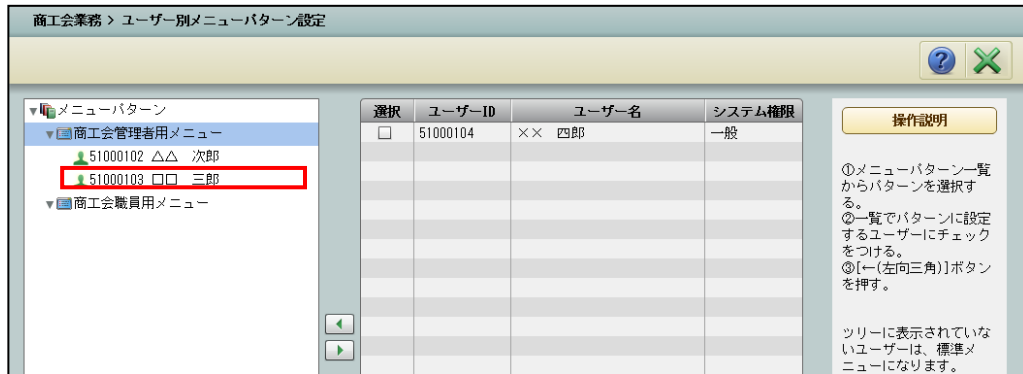 商工会業務 > ユーザー別メニューパターン設定
メニューパターン
商工会管理者用メニュー
51000102 △△ 次郎
51000103 □□ 三郎
商工会職員用メニュー
選択 ユーザーID ユーザー名 システム権限
51000104 ×× 四郎 一般
操作説明
①メニューパターン一覧
からパターンを選択す
る。
②一覧でパターンに設定
するユーザーにチェック
をつける。
③[←(左向三角)]ボタン
を押す。
ツリーに表示されていな
いユーザーは、標準メ
ニューになります。